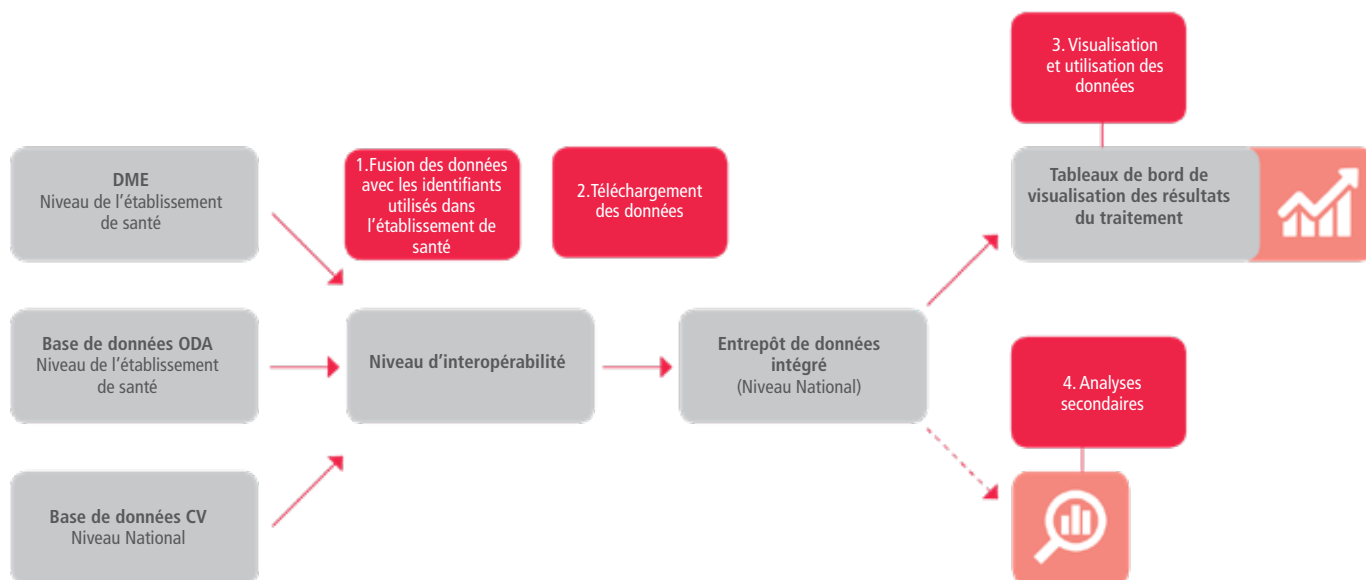 DME
Niveau de l'établissement
de santé
Base de données ODA
Niveau de l'établissement
de santé
Base de données CV
Niveau National
1.Fusion des données
avec les identifiants
utilisés dans
l'établissement de
santé
2.Téléchargement
des données
Niveau d'interopérabilité
Entrepôt de données
intégré
(Niveau National)
3. Visualisation
et utilisation des
données
Tableaux de bord de
visualisation des résultats
du traitement
4. Analyses
secondaires